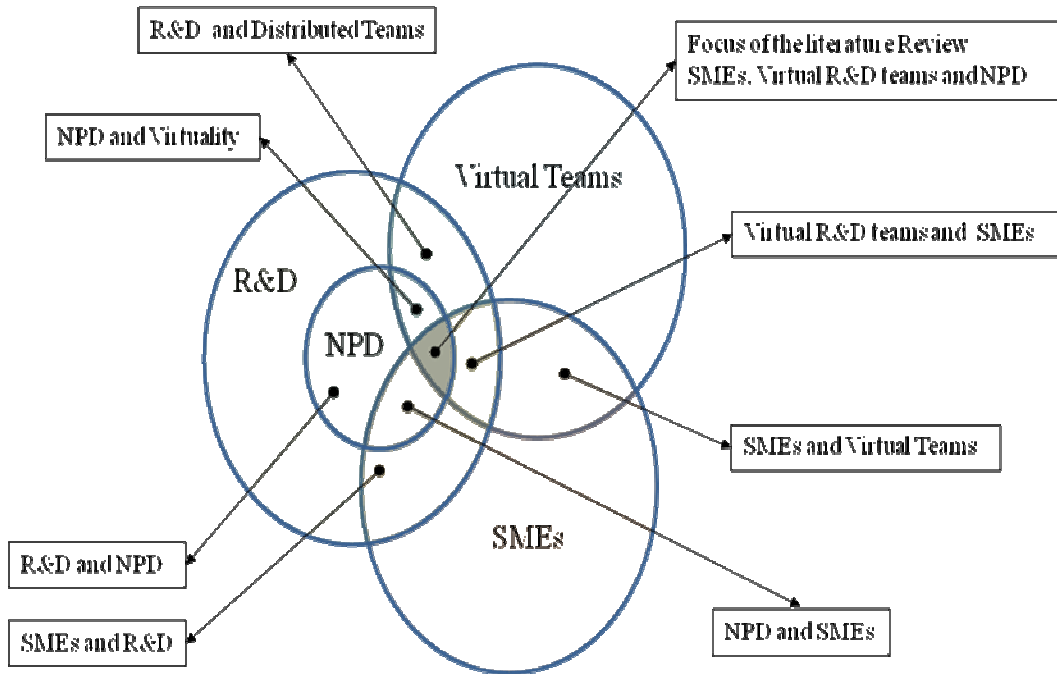 R&D and Distributed Teams
Focus of the literature Review
SMEs, Virtual R&D teams and NPD
NPD and Virtuality
Virtual Teams
Virtual R&D teams and SMEs
R&D
NPD
SMEs and Virtual Teams
SMEs
R&D and NPD
NPD and SMEs
SMEs and R&D